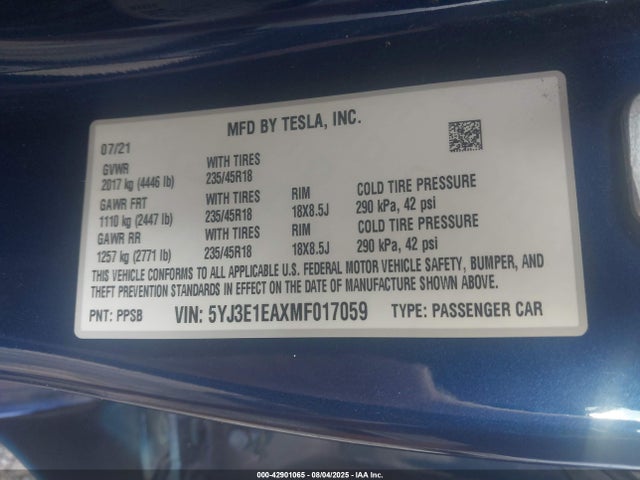 MFD BY TESLA, INC.
07/21
GVWR WITH TIRES
2017 kg (4446 lb) 235/45R18
GAWR FRT WITH TIRES RIM COLD TIRE PRESSURE
1110 kg (2447 lb) 235/45R18 18X8.5J 290 kPa, 42 psi
GAWR RR WITH TIRES RIM COLD TIRE PRESSURE
1257 kg (2771 lb) 235/45R18 18X8.5J 290 kPa, 42 psi
THIS VEHICLE CONFORMS TO ALL APPLICABLE U.S. FEDERAL MOTOR VEHICLE SAFETY, BUMPER, AND
THEFT PREVENTION STANDARDS IN EFFECT ON THE DATE OF MANUFACTURE SHOWN ABOVE.
PNT: PPSB VIN: 5YJ3E1EAXMF017059 TYPE: PASSENGER CAR
000-42901065 - 08/04/2025 - IAA Inc.